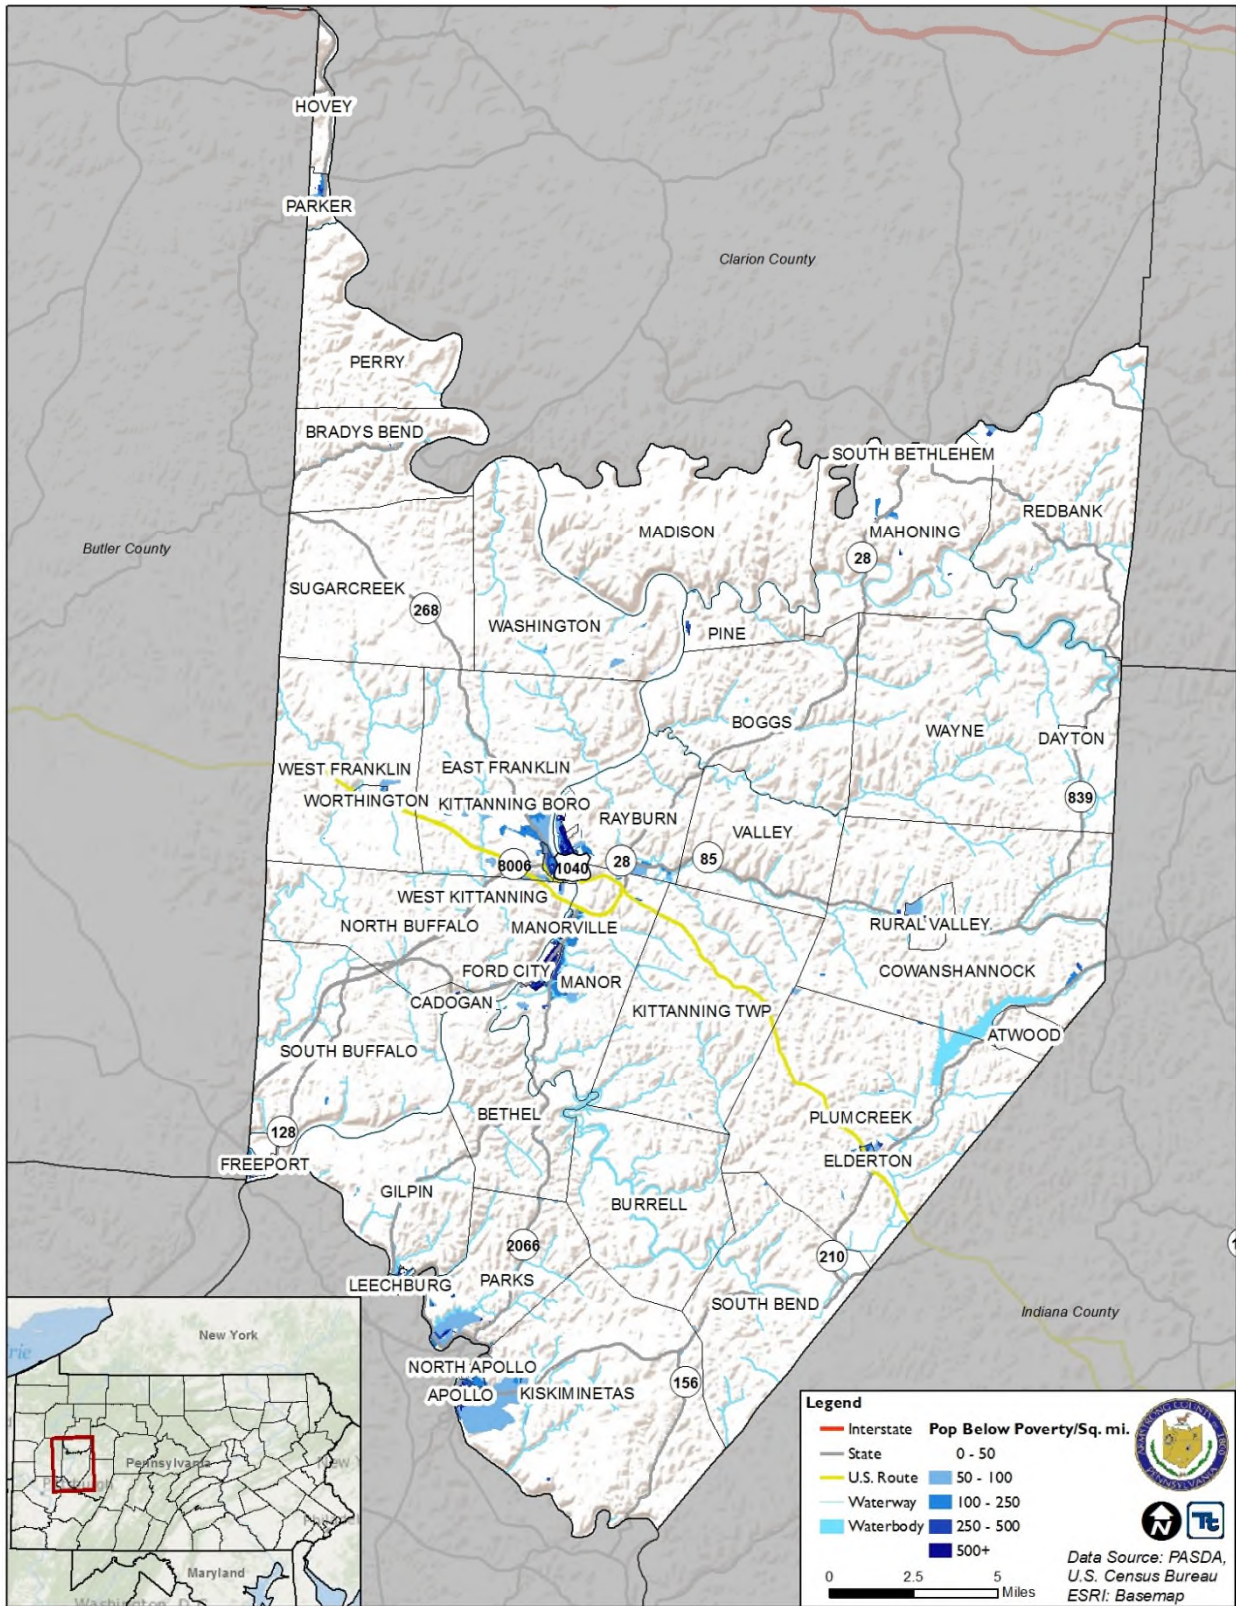 HOVEY
PARKER
Clarion County
PERRY
BRADYS BEND
SOUTH BETHLEHEM
REDBANK
MADISON
MAHONING
Butler County
28
SUGARCREEK
268
WASHINGTON
PINE
BOGGS
WAYNE
DAYTON
WEST FRANKLIN
EAST FRANKLIN
839
WORTHINGTON
KITTANNING BORO
RAYBURN
VALLEY
8006
1040
28
85
WEST KITTANNING
NORTH BUFFALO
MANORVILLE
RURAL VALLEY
FORD CITY
MANOR
COWANSHANNOCK
CADOGAN
KITTANNING TWP
ATWOOD
SOUTH BUFFALO
BETHEL
PLUMCREEK
128
FREEPORT
ELDERTON
GILPIN
BURRELL
2066
210
LEECHBURG
PARKS
SOUTH BEND
Indiana County
NORTH APOLLO
APOLLO
KISKIMINETAS
156
New York
Pennsylvania
Maryland
Legend
Interstate
State
U.S. Route
Waterway
Waterbody
Pop Below Poverty/Sq. mi.
0 - 50
50 - 100
100 - 250
250 - 500
500+
0 2.5 5
Miles
ARMSTRONG COUNTY
PENNSYLVANIA
1800
N
Tt
Data Source: PASDA,
U.S. Census Bureau
ESRI: Basemap